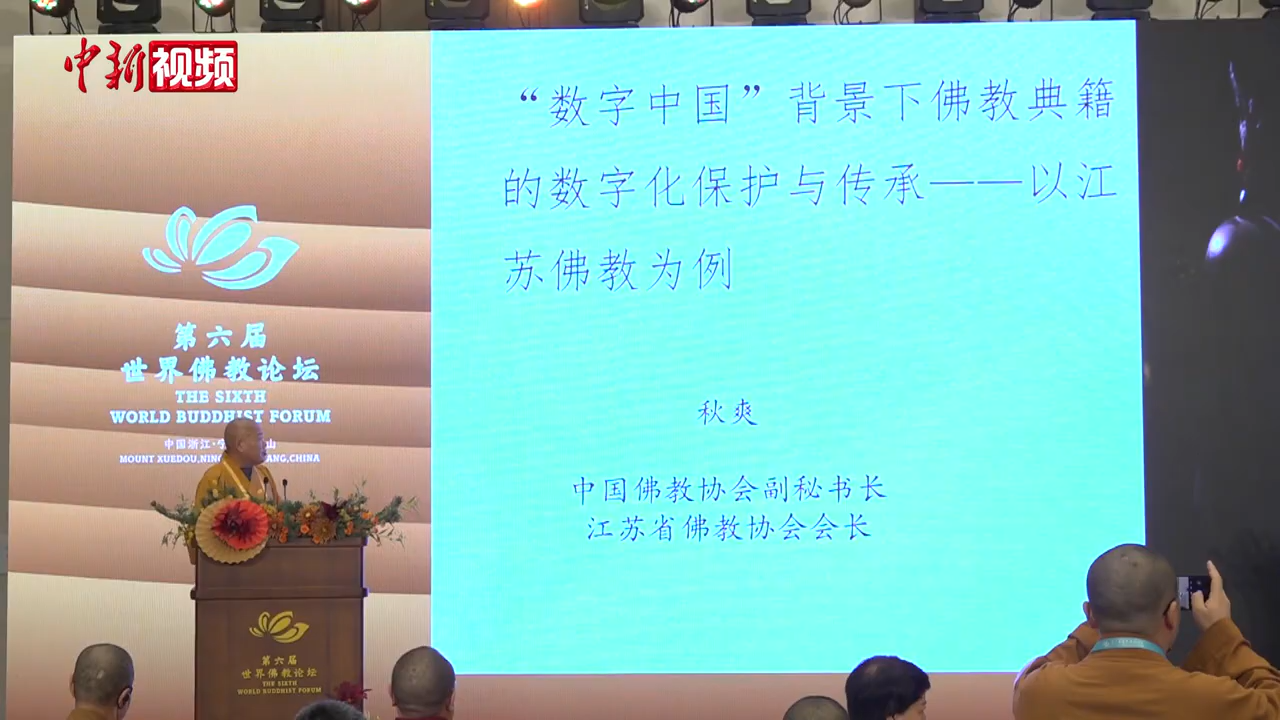 中新视频
“数字中国”背景下佛教典籍
的数字化保护与传承——以江
苏佛教为例
秋爽
中国佛教协会副秘书长
江苏省佛教协会会长
第六届
世界佛教论坛
THE SIXTH
WORLD BUDDHIST FORUM
中国浙江·
山
MOUNT XUEDOU,
,CHINA
第六届
世界佛教论坛
THE SIXTH
WORLD BUDDHIST FORUM